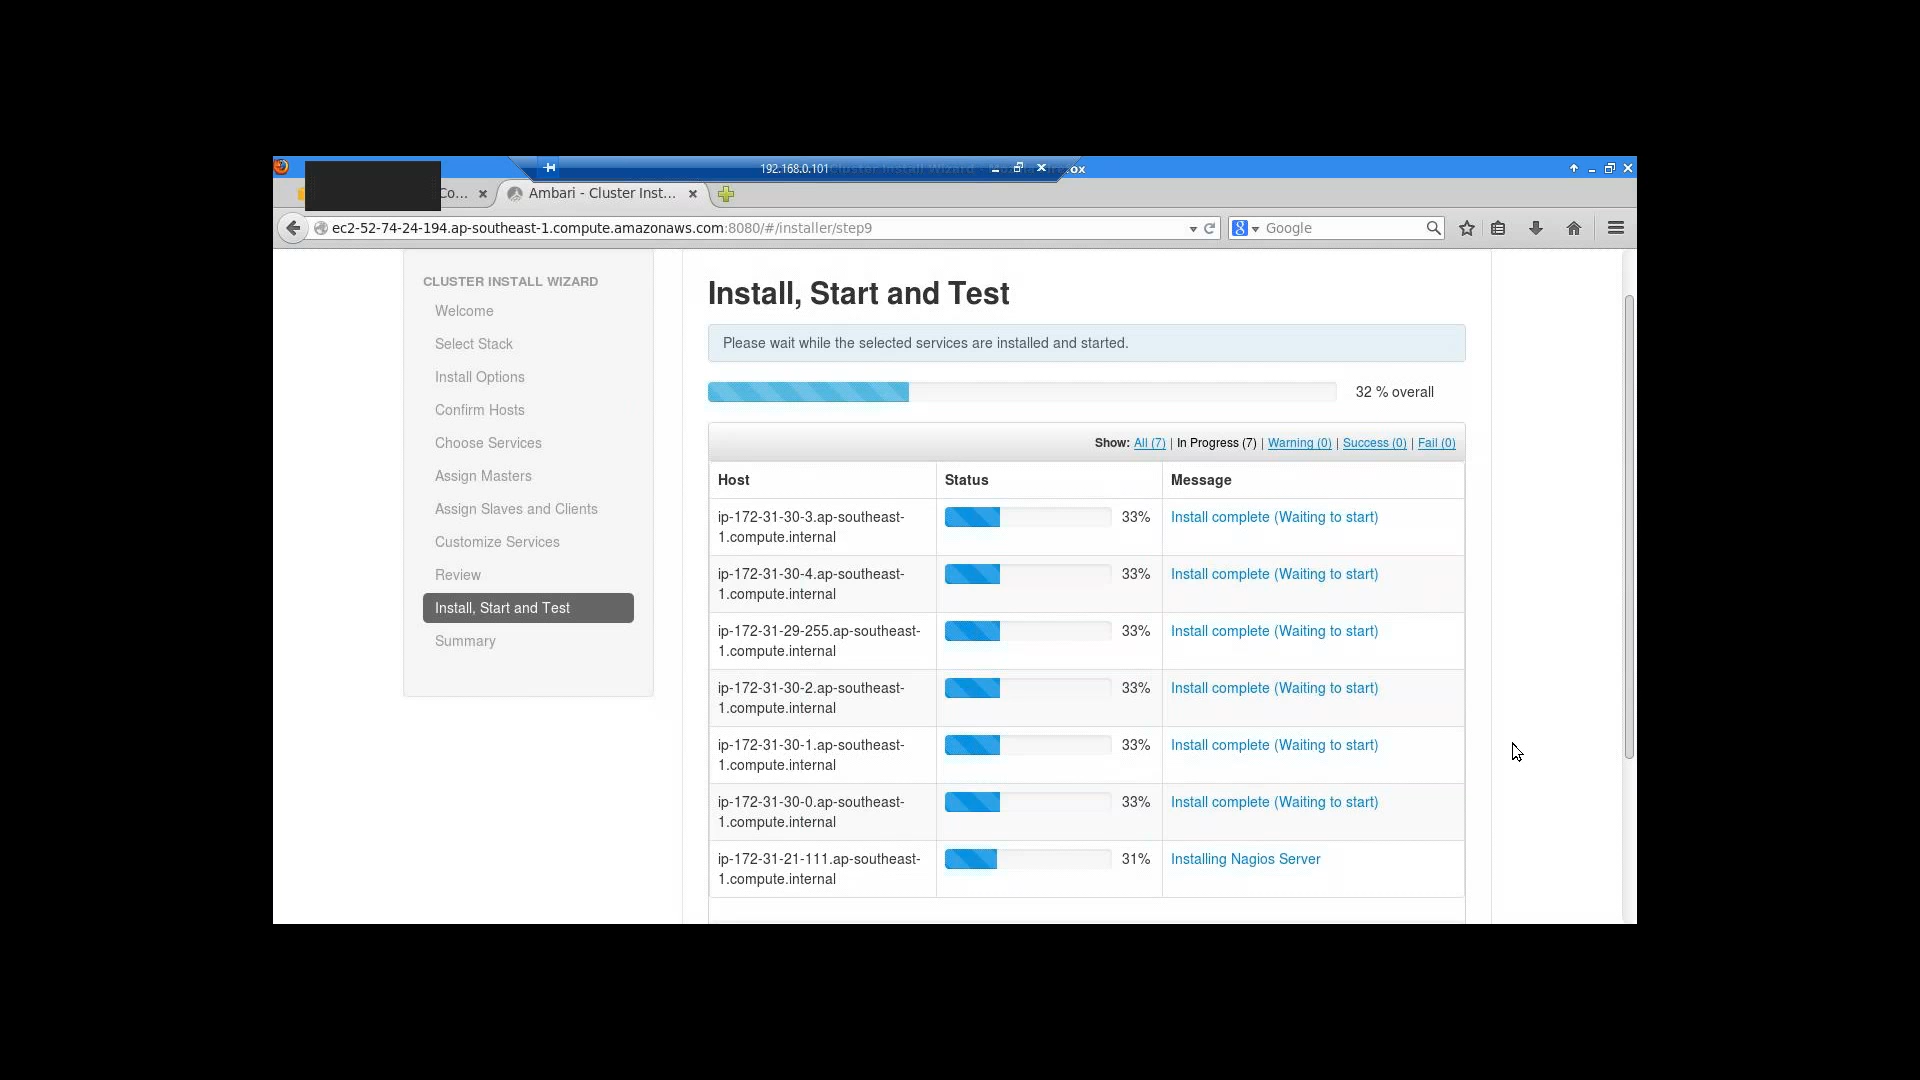 192.168.0.101
ox
Co...
Ambari - Cluster Inst...
ec2-52-74-24-194.ap-southeast-1.compute.amazonaws.com:8080/#/installer/step9
Google
CLUSTER INSTALL WIZARD
Welcome
Select Stack
Install Options
Confirm Hosts
Choose Services
Assign Masters
Assign Slaves and Clients
Customize Services
Review
Install, Start and Test
Summary
Install, Start and Test
Please wait while the selected services are installed and started.
32 % overall
Show: All (7) | In Progress (7) | Warning (0) | Success (0) | Fail (0)
Host Status Message
ip-172-31-30-3.ap-southeast- 33% Install complete (Waiting to start)
1.compute.internal
ip-172-31-30-4.ap-southeast- 33% Install complete (Waiting to start)
1.compute.internal
ip-172-31-29-255.ap-southeast- 33% Install complete (Waiting to start)
1.compute.internal
ip-172-31-30-2.ap-southeast- 33% Install complete (Waiting to start)
1.compute.internal
ip-172-31-30-1.ap-southeast- 33% Install complete (Waiting to start)
1.compute.internal
ip-172-31-30-0.ap-southeast- 33% Install complete (Waiting to start)
1.compute.internal
ip-172-31-21-111.ap-southeast- 31% Installing Nagios Server
1.compute.internal